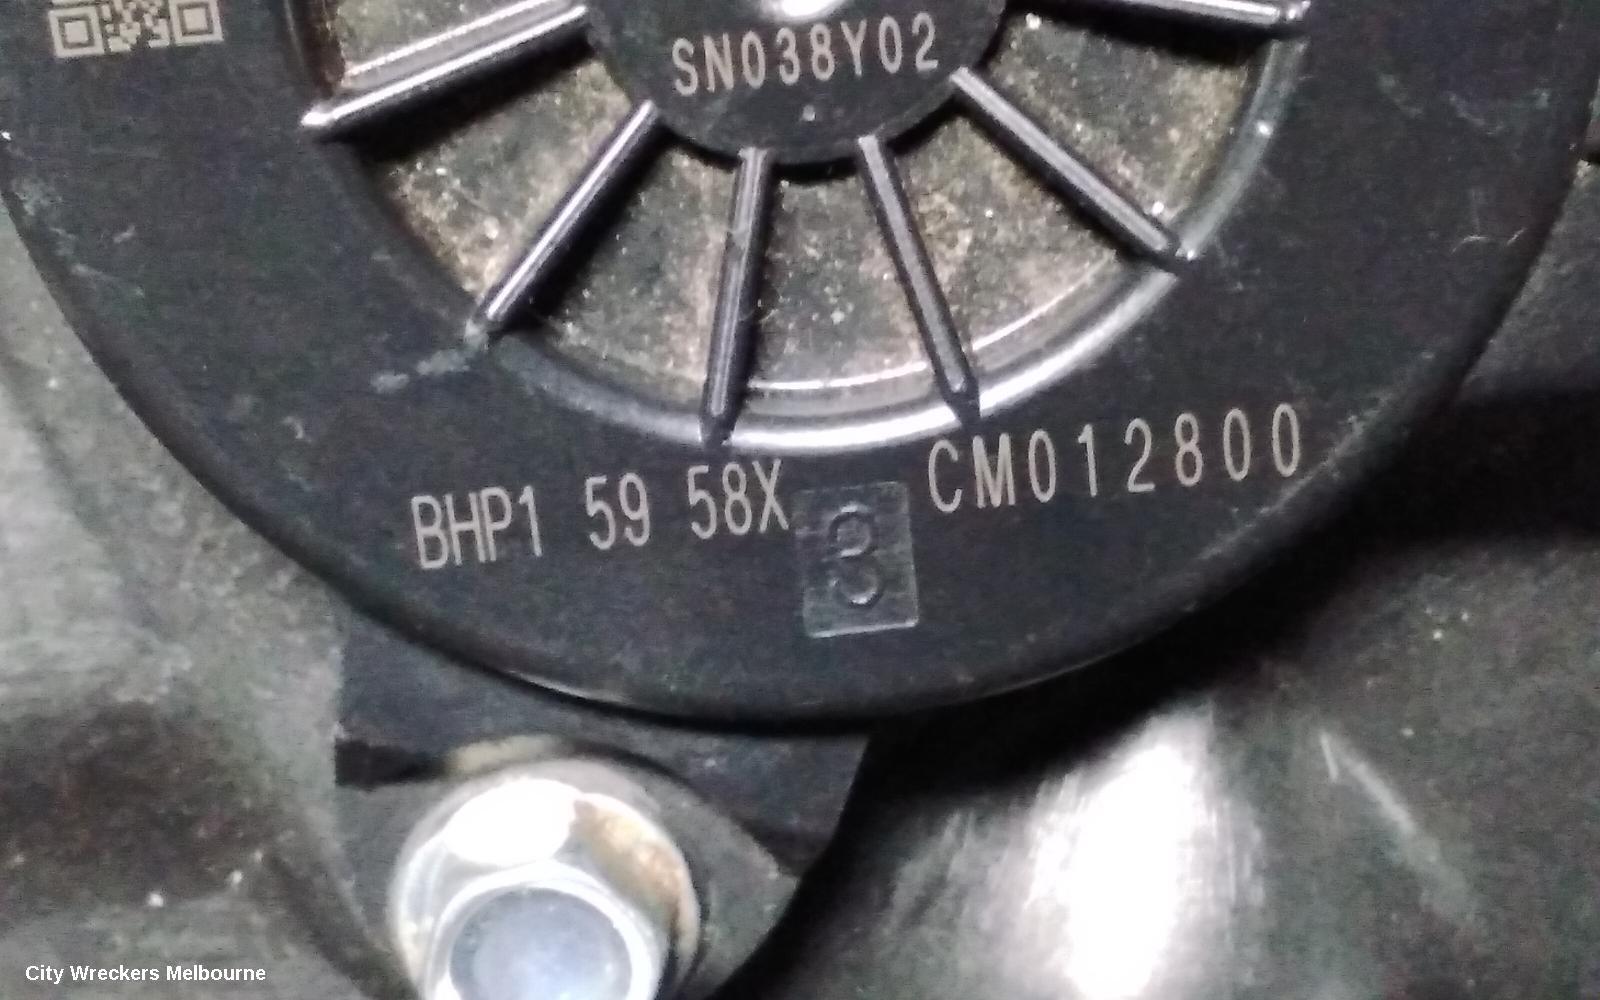 SN038Y02
BHP1 59 58X 3 CM012800
City Wreckers Melbourne